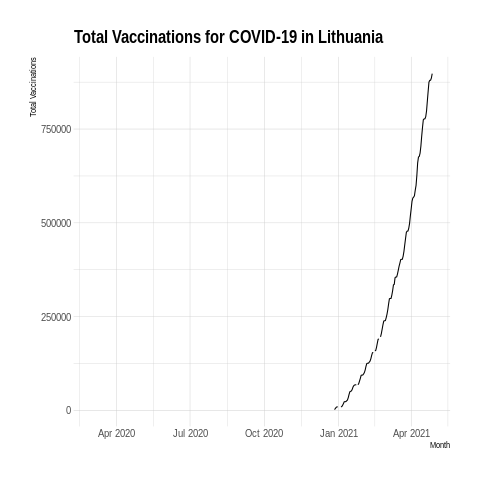 Total Vaccinations for COVID-19 in Lithuania
Total Vaccinations
750000
500000
250000
0
Apr 2020 Jul 2020 Oct 2020 Jan 2021 Apr 2021
Month